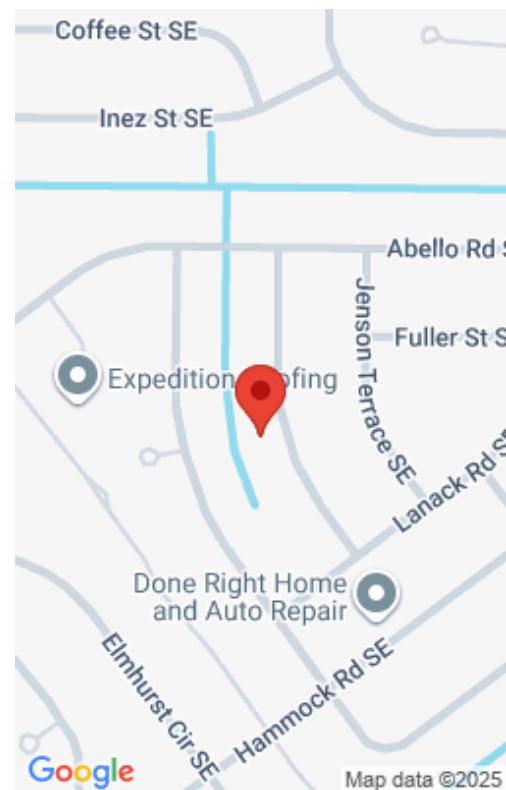 Coffee St SE
Inez St SE
Abello Rd S
Jenson Terrace SE
Fuller St S
Expedition ofing
Lanack Rd SE
Done Right Home
and Auto Repair
Elmhurst Cir SE
Hammock Rd SE
Google
Map data ©2025